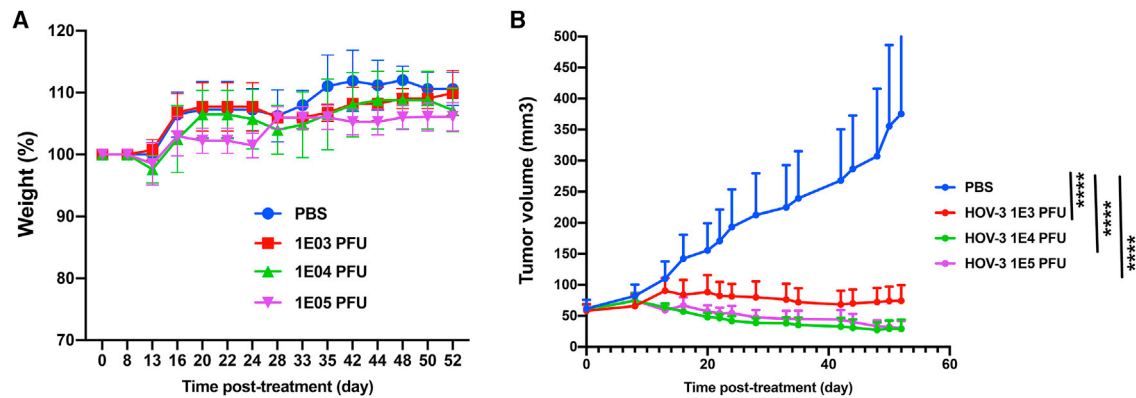 A
120
110
100
90
80
70
Weight (%)
PBS
1E03 PFU
1E04 PFU
1E05 PFU
0 8 13 16 20 22 24 28 33 35 42 44 48 50 52
Time post-treatment (day)
B
500
450
400
350
300
250
200
150
100
50
0
Tumor volume (mm3)
0 20 40 60
Time post-treatment (day)
PBS
HOV-3 1E3 PFU
HOV-3 1E4 PFU
HOV-3 1E5 PFU
****
****
****